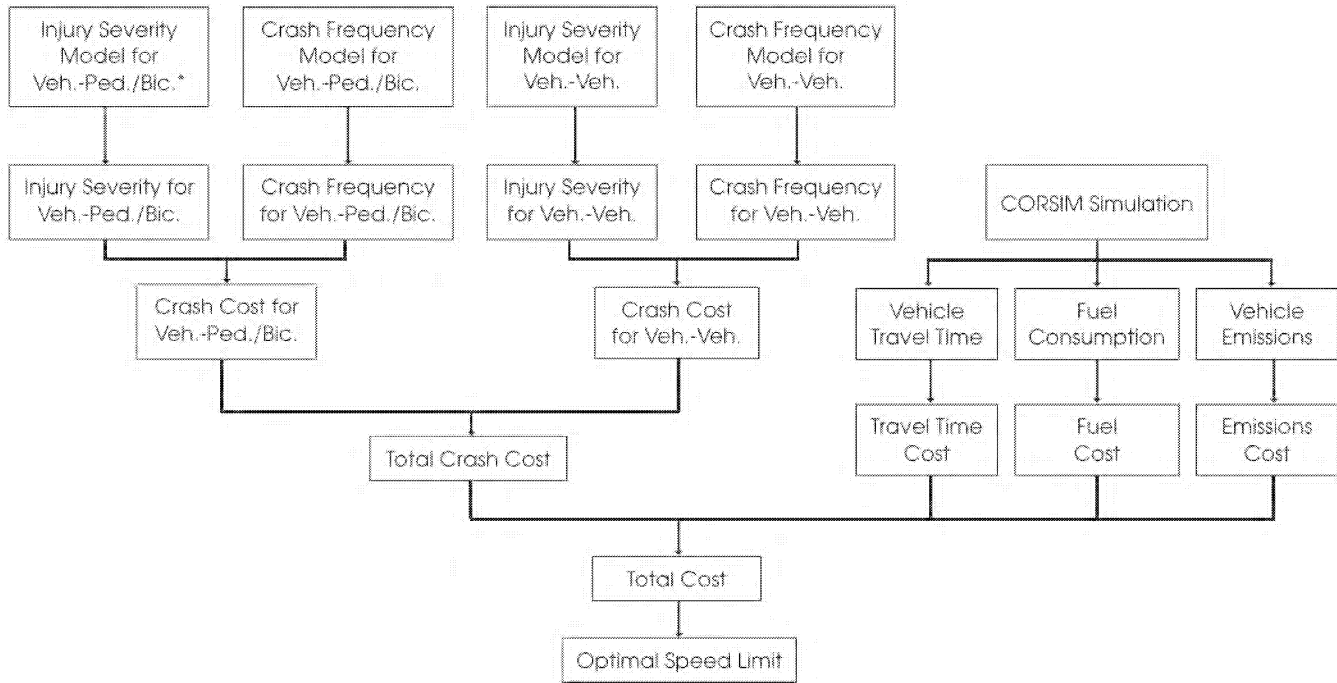 Injury Severity
Model for
Veh.-Ped./Bic.*
Crash Frequency
Model for
Veh.-Ped./Bic.
Injury Severity
Model for
Veh.-Veh.
Crash Frequency
Model for
Veh.-Veh.
Injury Severity for
Veh.-Ped./Bic.
Crash Frequency
for Veh.-Ped./Bic.
Injury Severity
for Veh.-Veh.
Crash Frequency
for Veh.-Veh.
CORSIM Simulation
Crash Cost for
Veh.-Ped./Bic.
Crash Cost
for Veh.-Veh.
Vehicle
Travel Time
Fuel
Consumption
Vehicle
Emissions
Total Crash Cost
Travel Time
Cost
Fuel
Cost
Emissions
Cost
Total Cost
Optimal Speed Limit